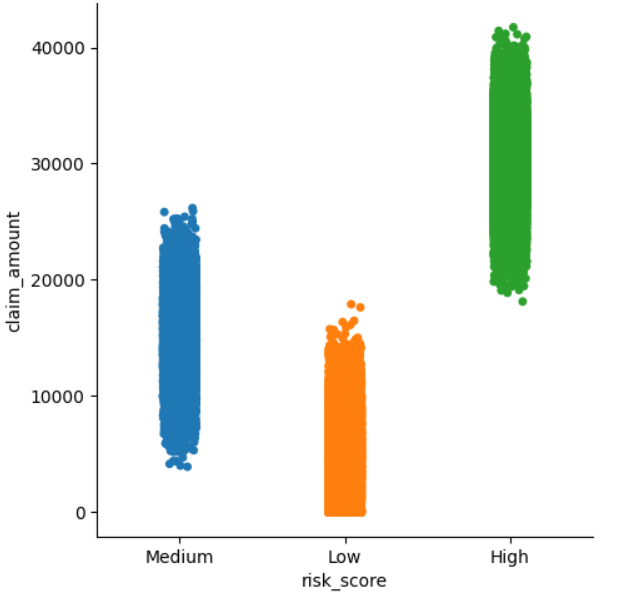 40000
30000
20000
10000
0
claim_amount
Medium
Low
High
risk_score